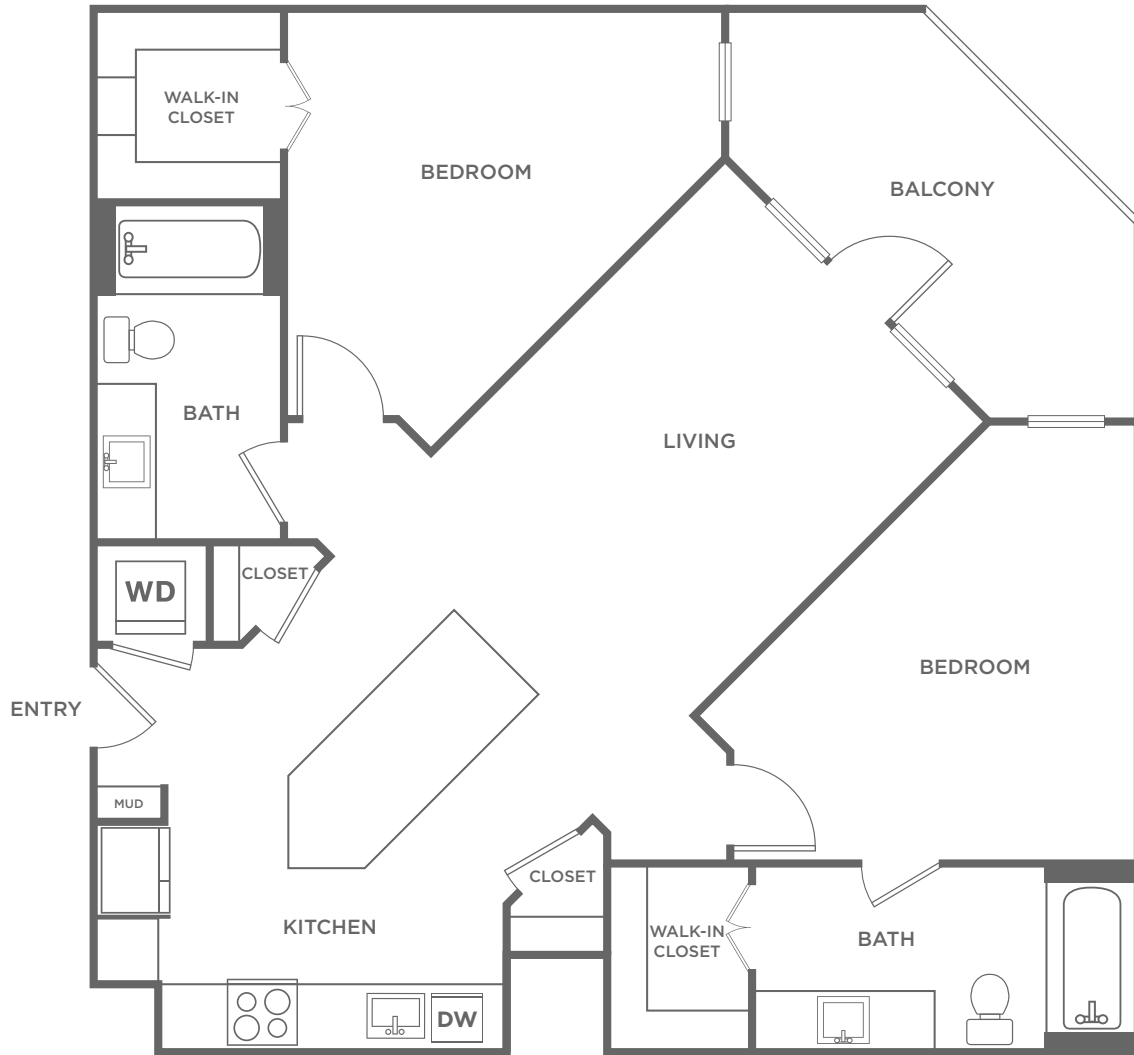 WALK-IN
CLOSET
BEDROOM
BALCONY
BATH
LIVING
CLOSET
WD
BEDROOM
ENTRY
MUD
CLOSET
KITCHEN
WALK-IN
CLOSET
BATH
DW